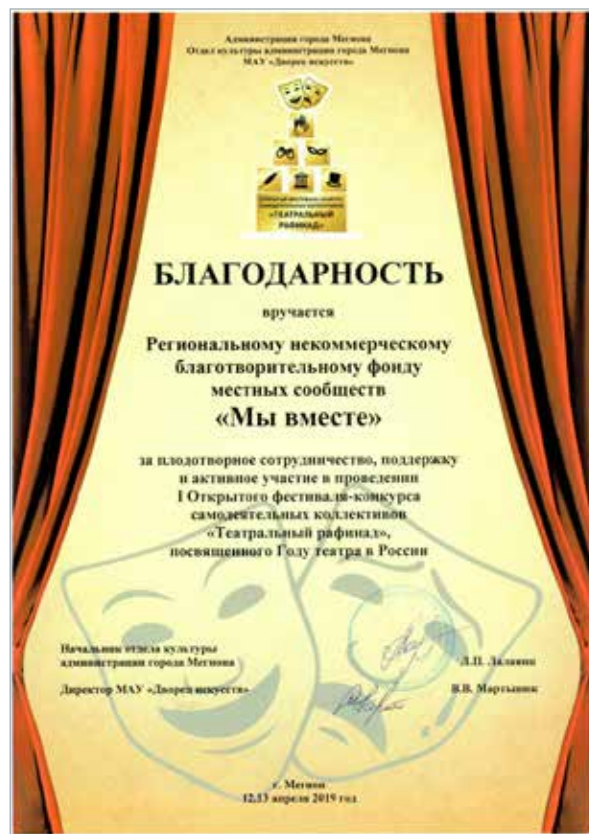 Администрация города Мегиона
Отдел культуры администрации города Мегиона
МАУ «Дворец искусств»
«ТЕАТРАЛЬНЫЙ
РАФИНАД»
БЛАГОДАРНОСТЬ
вручается
Региональному некоммерческому
благотворительному фонду
местных сообществ
«Мы вместе»
за плодотворное сотрудничество, поддержку
и активное участие в проведении
I Открытого фестиваля-конкурса
самодеятельных коллективов
«Театральный рафинад»,
посвященного Году театра в России
Начальник отдела культуры
администрации города Мегиона
Л.П. Лалаянц
Директор МАУ «Дворец искусств»
В.В. Мартынюк
г. Мегион
12,13 апреля 2019 год